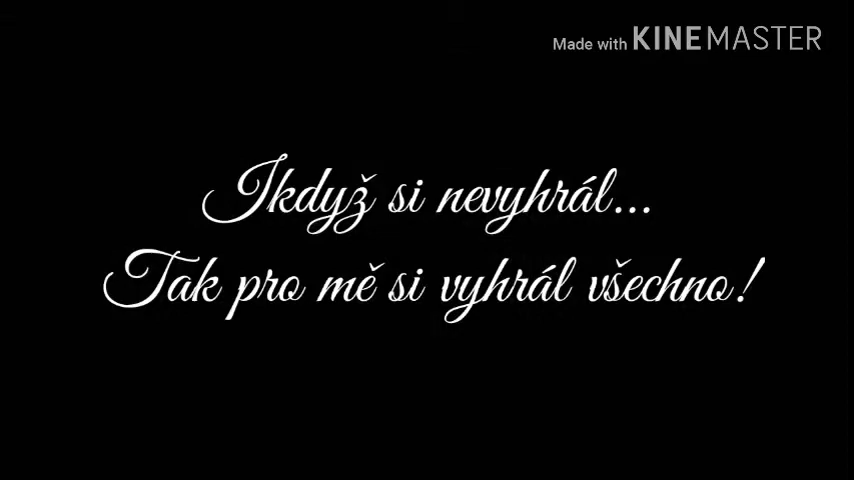 Made with KINEMASTER
Ikdyž si nevyhrál...
Tak pro mě si vyhrál všechno!